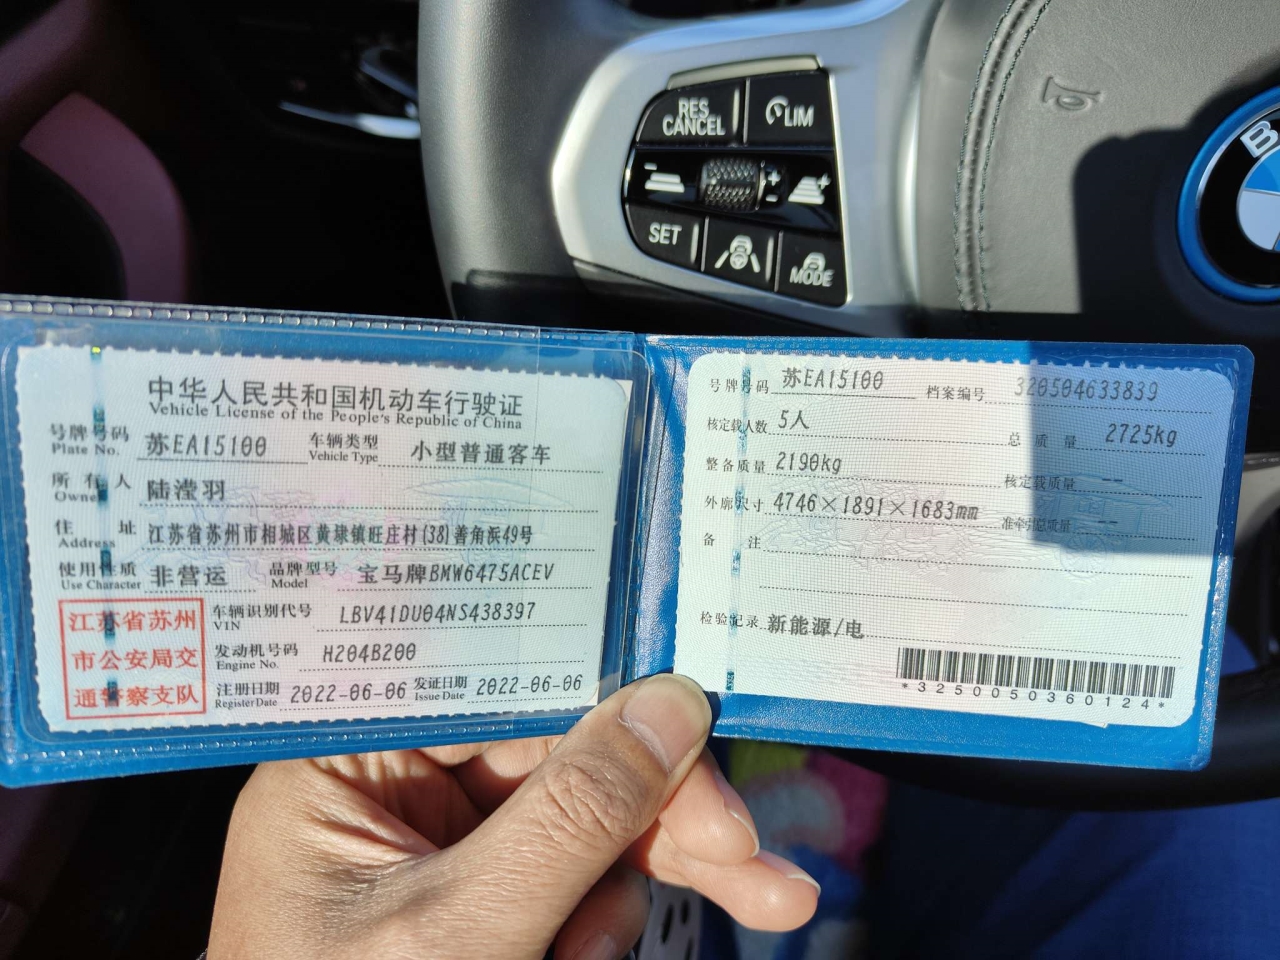 RES
CANCEL
LIM
SET
MODE
B
中华人民共和国机动车行驶证
Vehicle License of the People's Republic of China
号牌号码 苏EA15100 车辆类型 小型普通客车
Plate No. Vehicle Type
所有人 陆滢羽
Owner
住址 江苏省苏州市相城区黄埭镇旺庄村(38)善角浜49号
Address
使用性质 非营运 品牌型号 宝马牌BMW6475ACEV
Use Character Model
江苏省苏州
市公安局交
通警察支队
车辆识别代号 LBV41DU04NS438397
VIN
发动机号码 H204B200
Engine No.
注册日期 2022-06-06 发证日期 2022-06-06
Register Date Issue Date
号牌号码 苏EA15100 档案编号 320504633839
核定载人数 5人 总质量 2725kg
整备质量 2190kg 核定载质量 --
外廓尺寸 4746×1891×1683mm 准牵引总质量 --
备注
检验记录 新能源/电
*3250050360124*